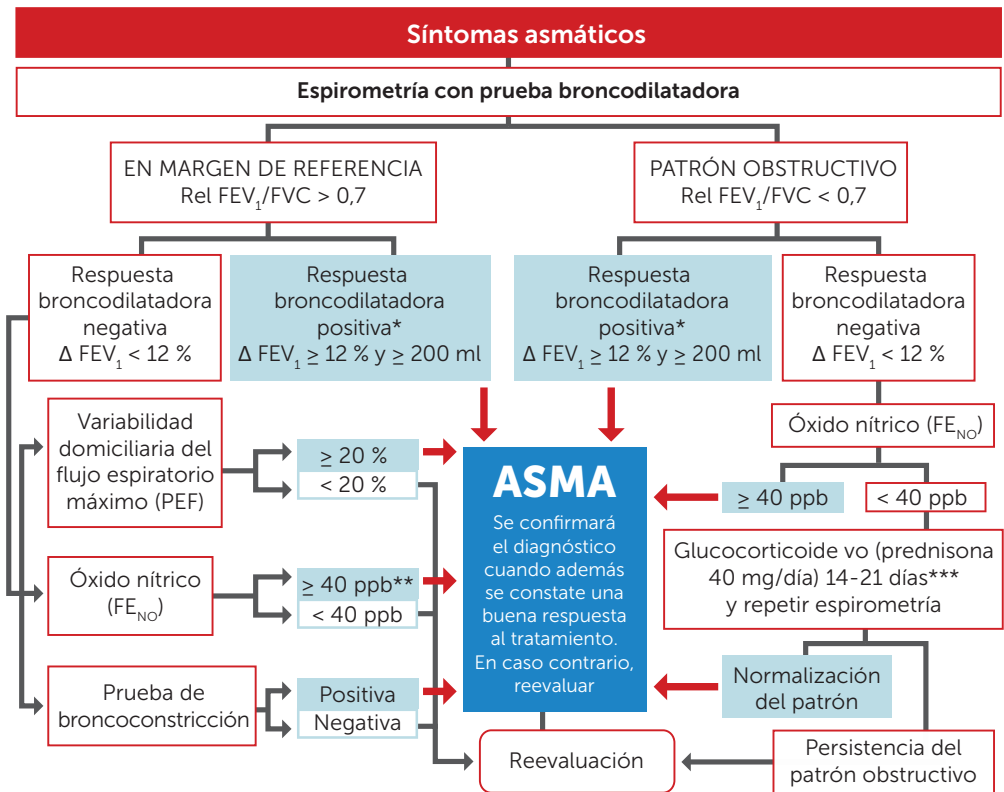 Síntomas asmáticos
Espirometría con prueba broncodilatadora
EN MARGEN DE REFERENCIA
Rel FEV₁/FVC > 0,7
PATRÓN OBSTRUCTIVO
Rel FEV₁/FVC < 0,7
Respuesta
broncodilatadora
negativa
Δ FEV₁ < 12 %
Respuesta
broncodilatadora
positiva*
Δ FEV₁ ≥ 12 % y ≥ 200 ml
Respuesta
broncodilatadora
positiva*
Δ FEV₁ ≥ 12 % y ≥ 200 ml
Respuesta
broncodilatadora
negativa
Δ FEV₁ < 12 %
Variabilidad
domiciliaria del
flujo espiratorio
máximo (PEF)
≥ 20 %
< 20 %
Óxido nítrico
(FE_NO)
≥ 40 ppb**
< 40 ppb
Prueba de
broncoconstricción
Positiva
Negativa
ASMA
Se confirmará
el diagnóstico
cuando además
se constate una
buena respuesta
al tratamiento.
En caso contrario,
reevaluar
Reevaluación
Óxido nítrico (FE_NO)
≥ 40 ppb
< 40 ppb
Glucocorticoide vo (prednisona
40 mg/día) 14-21 días***
y repetir espirometría
Normalización
del patrón
Persistencia del
patrón obstructivo